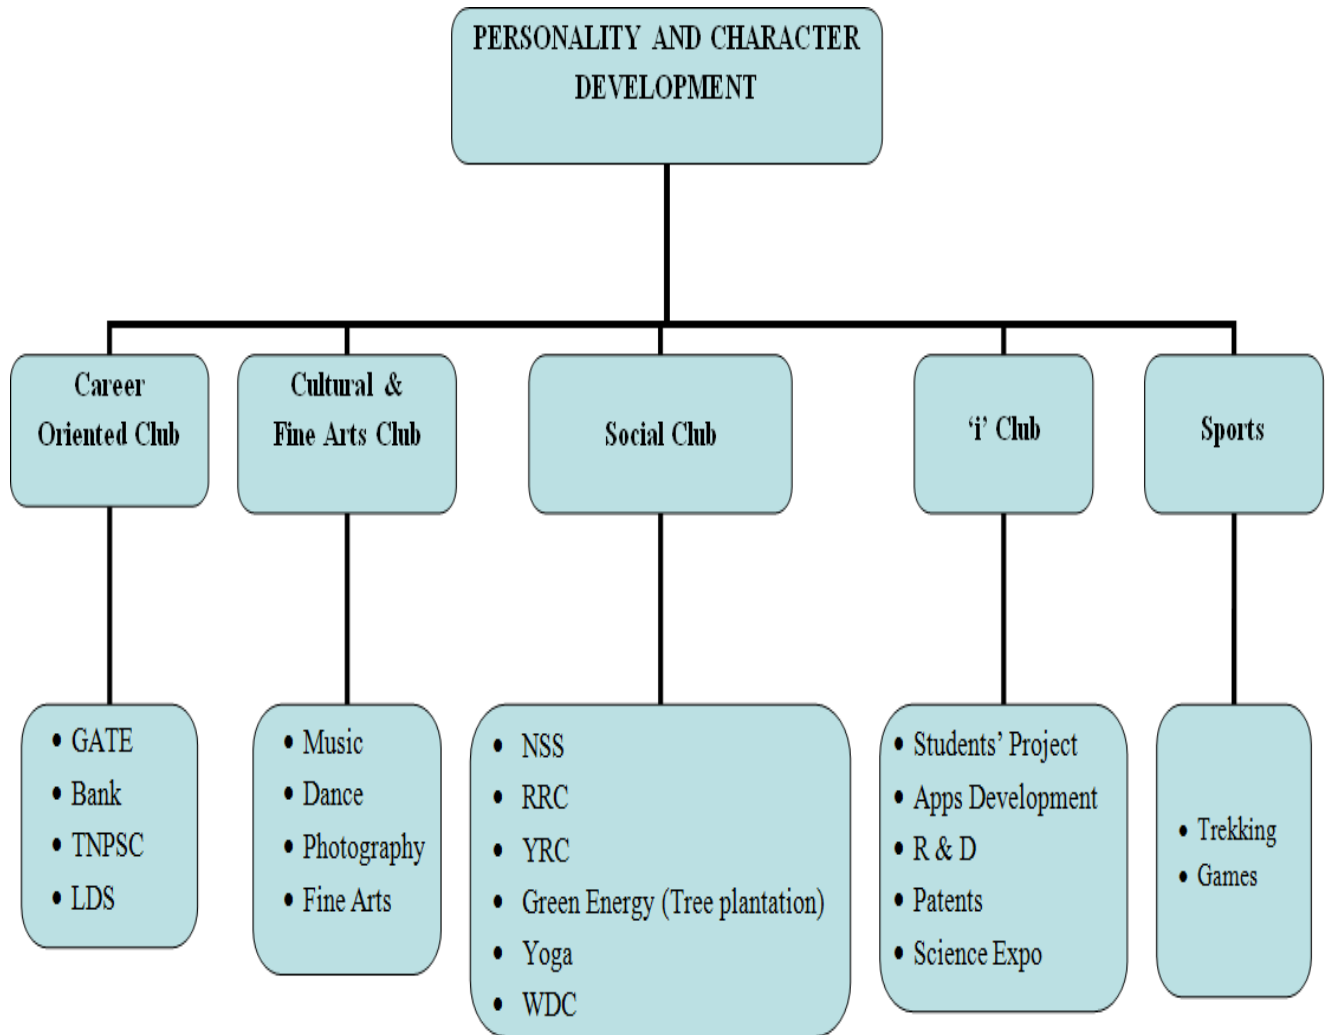 PERSONALITY AND CHARACTER
DEVELOPMENT
Career
Oriented Club
Cultural &
Fine Arts Club
Social Club
‘i’ Club
Sports
• GATE
• Bank
• TNPSC
• LDS
• Music
• Dance
• Photography
• Fine Arts
• NSS
• RRC
• YRC
• Green Energy (Tree plantation)
• Yoga
• WDC
• Students’ Project
• Apps Development
• R & D
• Patents
• Science Expo
• Trekking
• Games